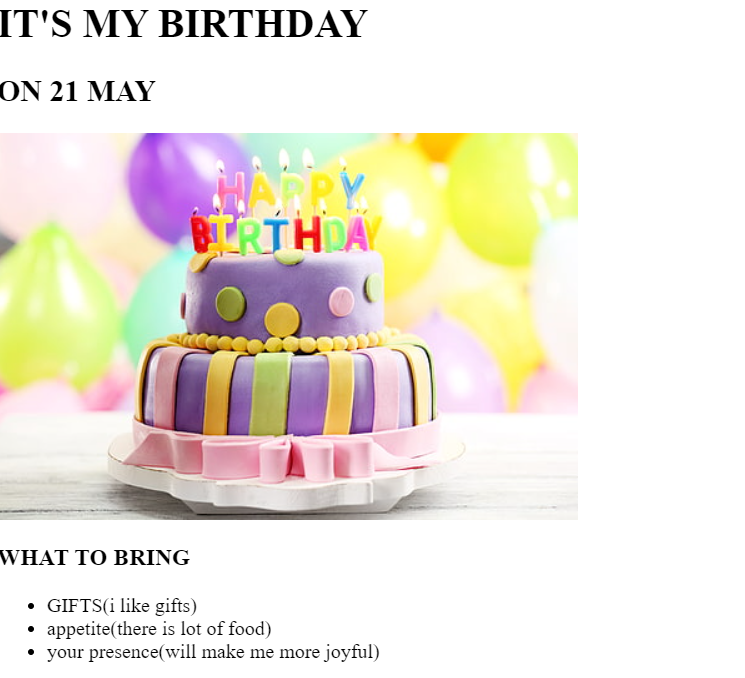 IT'S MY BIRTHDAY
ON 21 MAY
HAPPY
BIRTHDAY
WHAT TO BRING
GIFTS(i like gifts)
appetite(there is lot of food)
your presence(will make me more joyful)